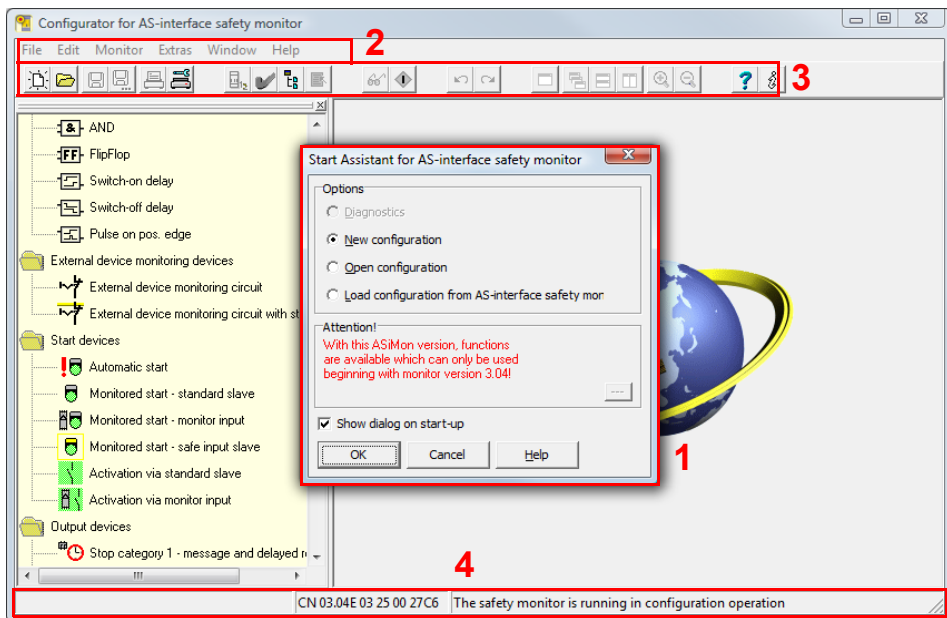 Configurator for AS-interface safety monitor
File Edit Monitor Extras Window Help
2
3
AND
FlipFlop
Switch-on delay
Switch-off delay
Pulse on pos. edge
External device monitoring devices
External device monitoring circuit
External device monitoring circuit with st
Start devices
Automatic start
Monitored start - standard slave
Monitored start - monitor input
Monitored start - safe input slave
Activation via standard slave
Activation via monitor input
Output devices
Stop category 1 - message and delayed r
Start Assistant for AS-interface safety monitor
Options
Diagnostics
New configuration
Open configuration
Load configuration from AS-interface safety mor
Attention!
With this ASiMon version, functions
are available which can only be used
beginning with monitor version 3.04!
---
Show dialog on start-up
OK Cancel Help
1
4
CN 03.04E 03 25 00 27C6 The safety monitor is running in configuration operation